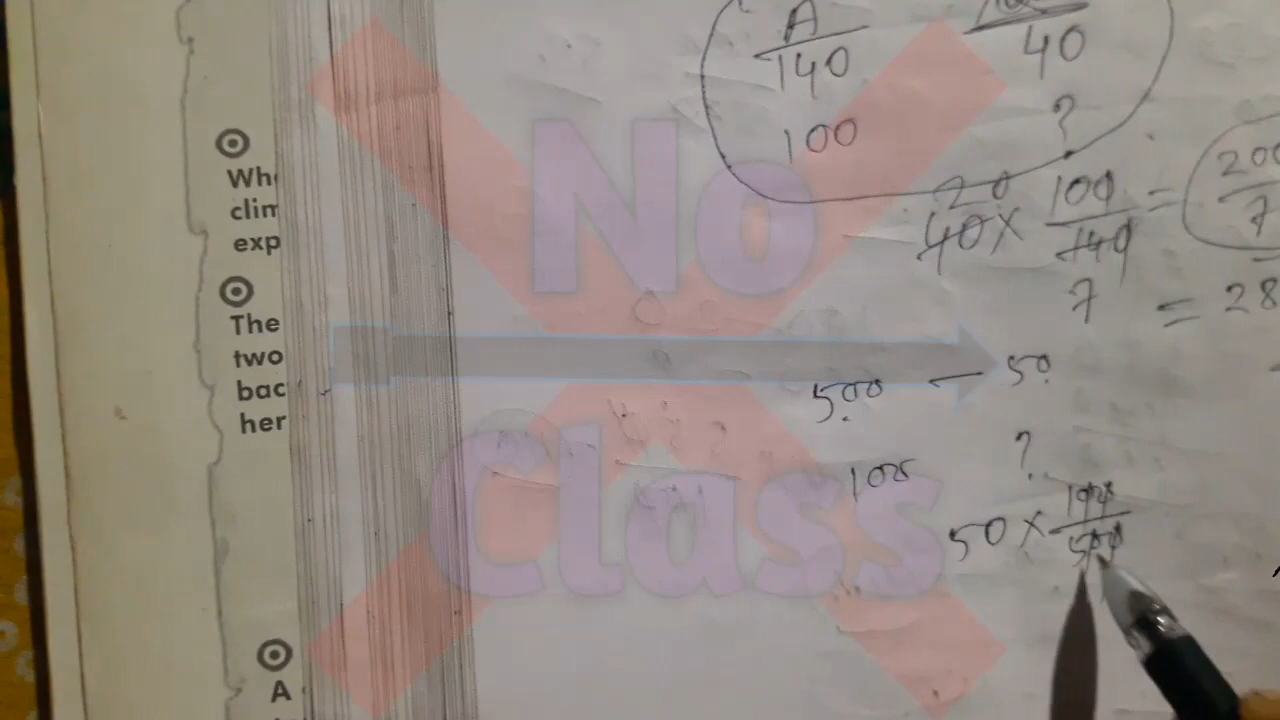 Wh
clim
exp
The
two
bac
her
A
A
140 40
100 ?
20
40 × 100 = 200
140 7
7 = 28
500 — 50
100 ?
50 × 100
500
No
Class